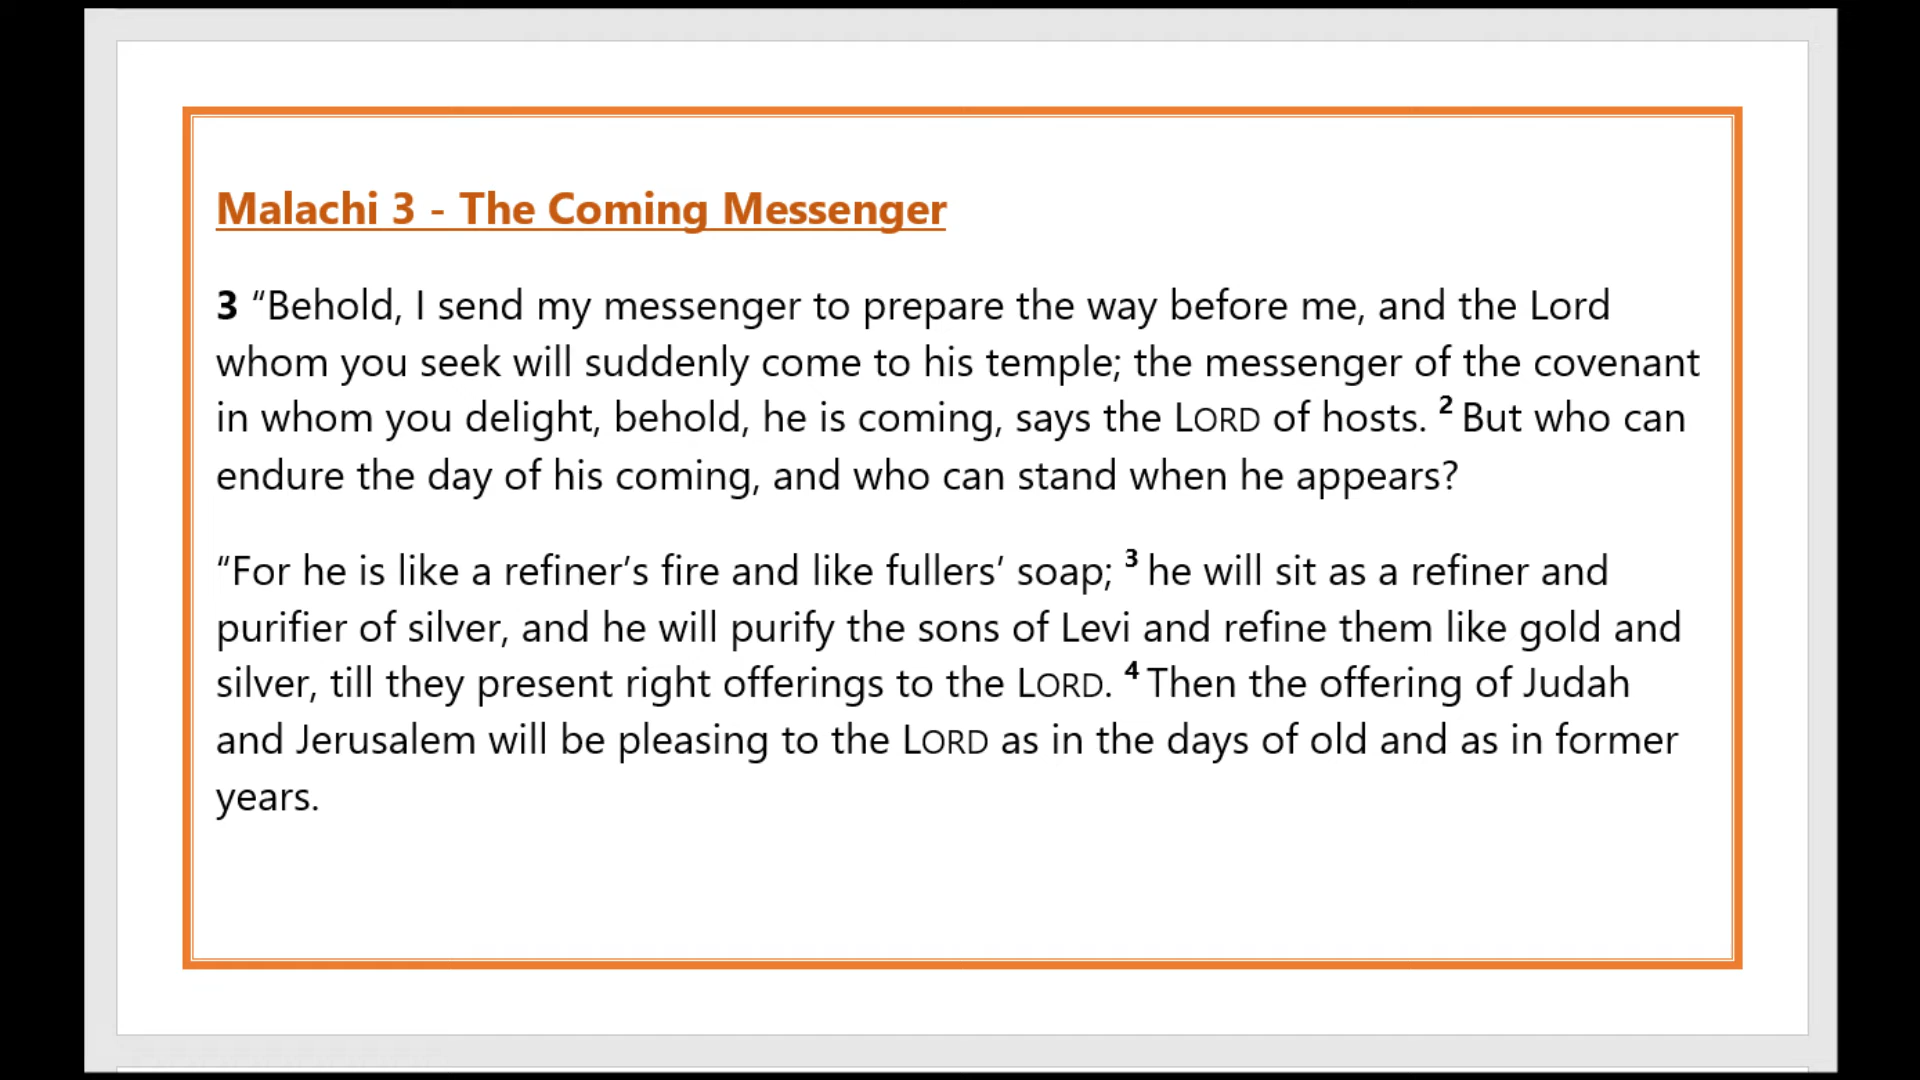 Malachi 3 - The Coming Messenger
3 “Behold, I send my messenger to prepare the way before me, and the Lord
whom you seek will suddenly come to his temple; the messenger of the covenant
in whom you delight, behold, he is coming, says the LORD of hosts. 2 But who can
endure the day of his coming, and who can stand when he appears?
“For he is like a refiner’s fire and like fullers’ soap; 3 he will sit as a refiner and
purifier of silver, and he will purify the sons of Levi and refine them like gold and
silver, till they present right offerings to the LORD. 4 Then the offering of Judah
and Jerusalem will be pleasing to the LORD as in the days of old and as in former
years.